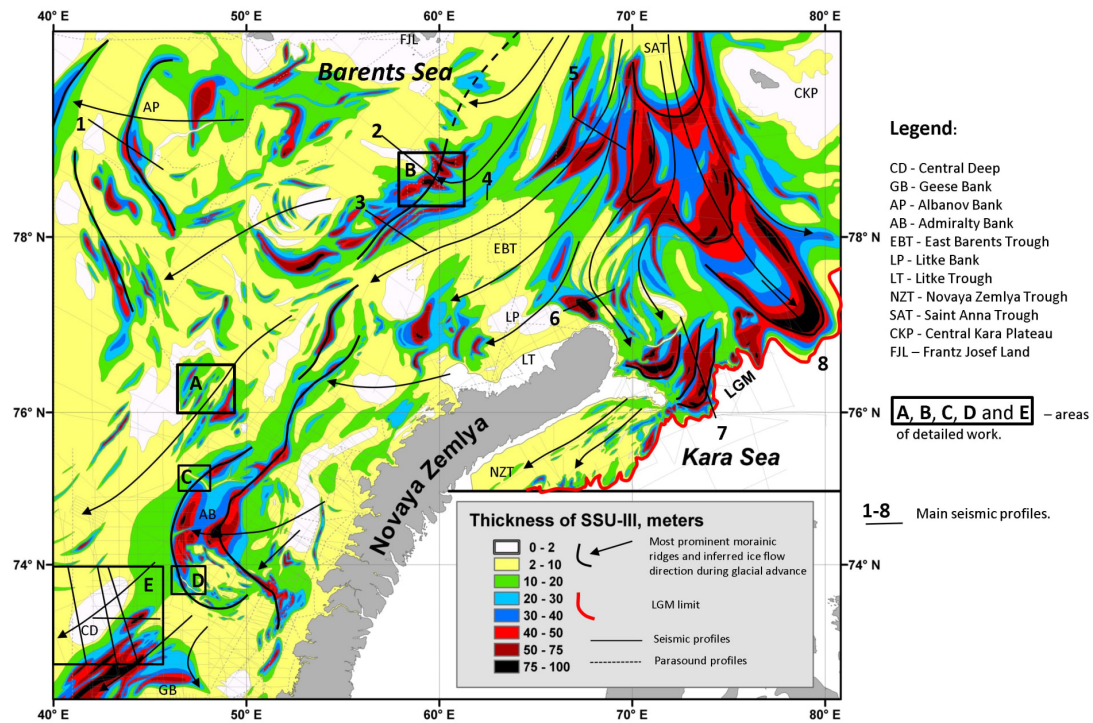 40° E 50° E 60° E 70° E 80° E
FJL
Barents Sea
SAT
CKP
AP
1
2
B
3
4
5
EBT
78° N
78° N
LP
6
LT
7
8
LGM
A
76° N
76° N
Novaya Zemlya
Kara Sea
NZT
C
AB
D
E
CD
GB
74° N
74° N
Thickness of SSU-III, meters
0 - 2
2 - 10
10 - 20
20 - 30
30 - 40
40 - 50
50 - 75
75 - 100
Most prominent morainic
ridges and inferred ice flow
direction during glacial advance
LGM limit
Seismic profiles
Parasound profiles
40° E 50° E 60° E 70° E 80° E
Legend:
CD - Central Deep
GB - Geese Bank
AP - Albanov Bank
AB - Admiralty Bank
EBT - East Barents Trough
LP - Litke Bank
LT - Litke Trough
NZT - Novaya Zemlya Trough
SAT - Saint Anna Trough
CKP - Central Kara Plateau
FJL – Frantz Josef Land
A, B, C, D and E – areas
of detailed work.
1-8 Main seismic profiles.